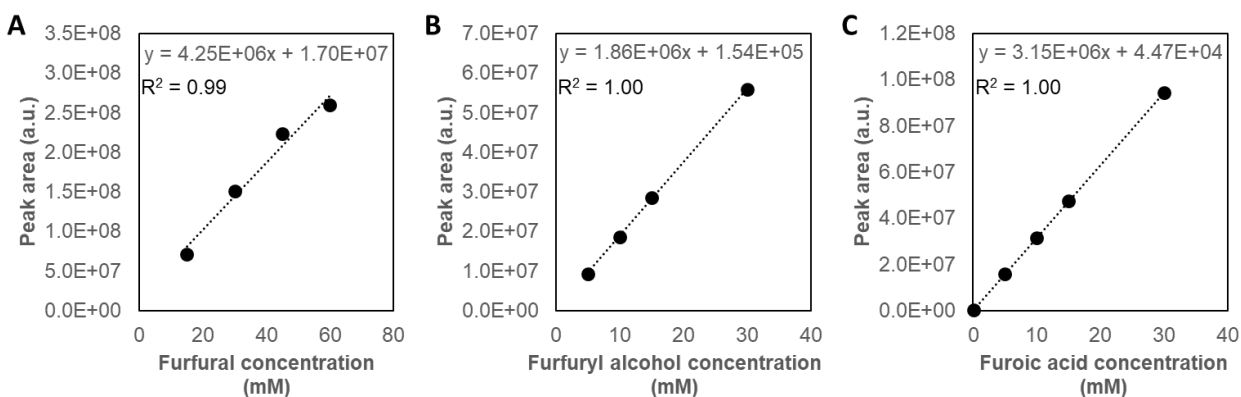 A
y = 4.25E+06x + 1.70E+07
R² = 0.99
Peak area (a.u.)
3.5E+08
3.0E+08
2.5E+08
2.0E+08
1.5E+08
1.0E+08
5.0E+07
0.0E+00
0 20 40 60 80
Furfural concentration
(mM)
B
y = 1.86E+06x + 1.54E+05
R² = 1.00
Peak area (a.u.)
7.0E+07
6.0E+07
5.0E+07
4.0E+07
3.0E+07
2.0E+07
1.0E+07
0.0E+00
0 10 20 30 40
Furfuryl alcohol concentration
(mM)
C
y = 3.15E+06x + 4.47E+04
R² = 1.00
Peak area (a.u.)
1.2E+08
1.0E+08
8.0E+07
6.0E+07
4.0E+07
2.0E+07
0.0E+00
0 10 20 30 40
Furoic acid concentration
(mM)